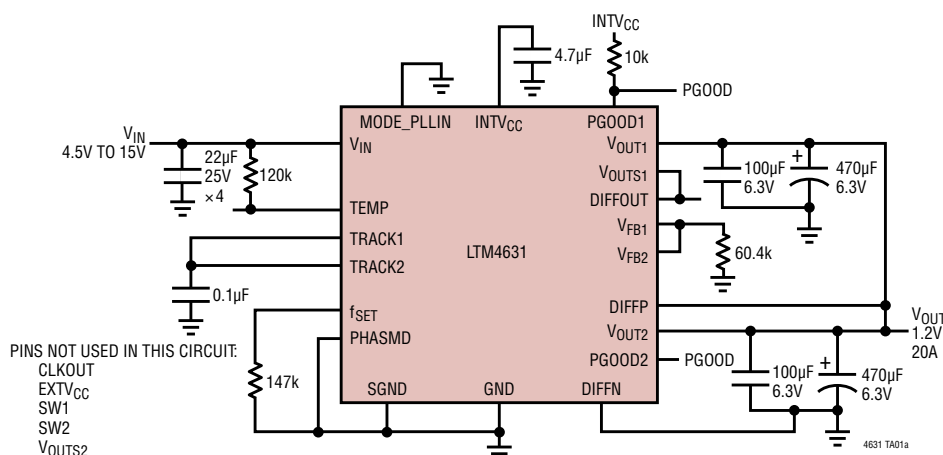 INTVCC
4.7µF
10k
PGOOD
MODE_PLLIN
INTVCC
PGOOD1
VIN
4.5V TO 15V
VIN
VOUT1
22µF
25V
×4
120k
VOUTS1
100µF
6.3V
+
470µF
6.3V
DIFFOUT
TEMP
VFB1
TRACK1
LTM4631
VFB2
60.4k
TRACK2
0.1µF
DIFFP
fSET
VOUT2
VOUT
1.2V
20A
PHASMD
PGOOD2
PGOOD
PINS NOT USED IN THIS CIRCUIT:
CLKOUT
EXTVCC
SW1
SW2
VOUTS2
147k
SGND
GND
DIFFN
100µF
6.3V
+
470µF
6.3V
4631 TA01a